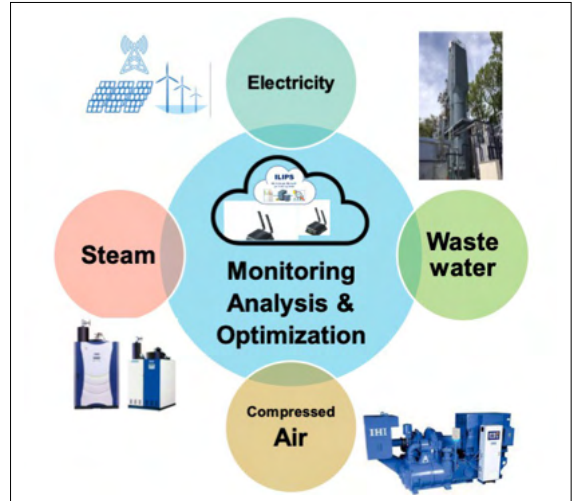 Electricity
ILIPS
Steam
Waste
water
Monitoring
Analysis &
Optimization
Compressed
Air
IHI